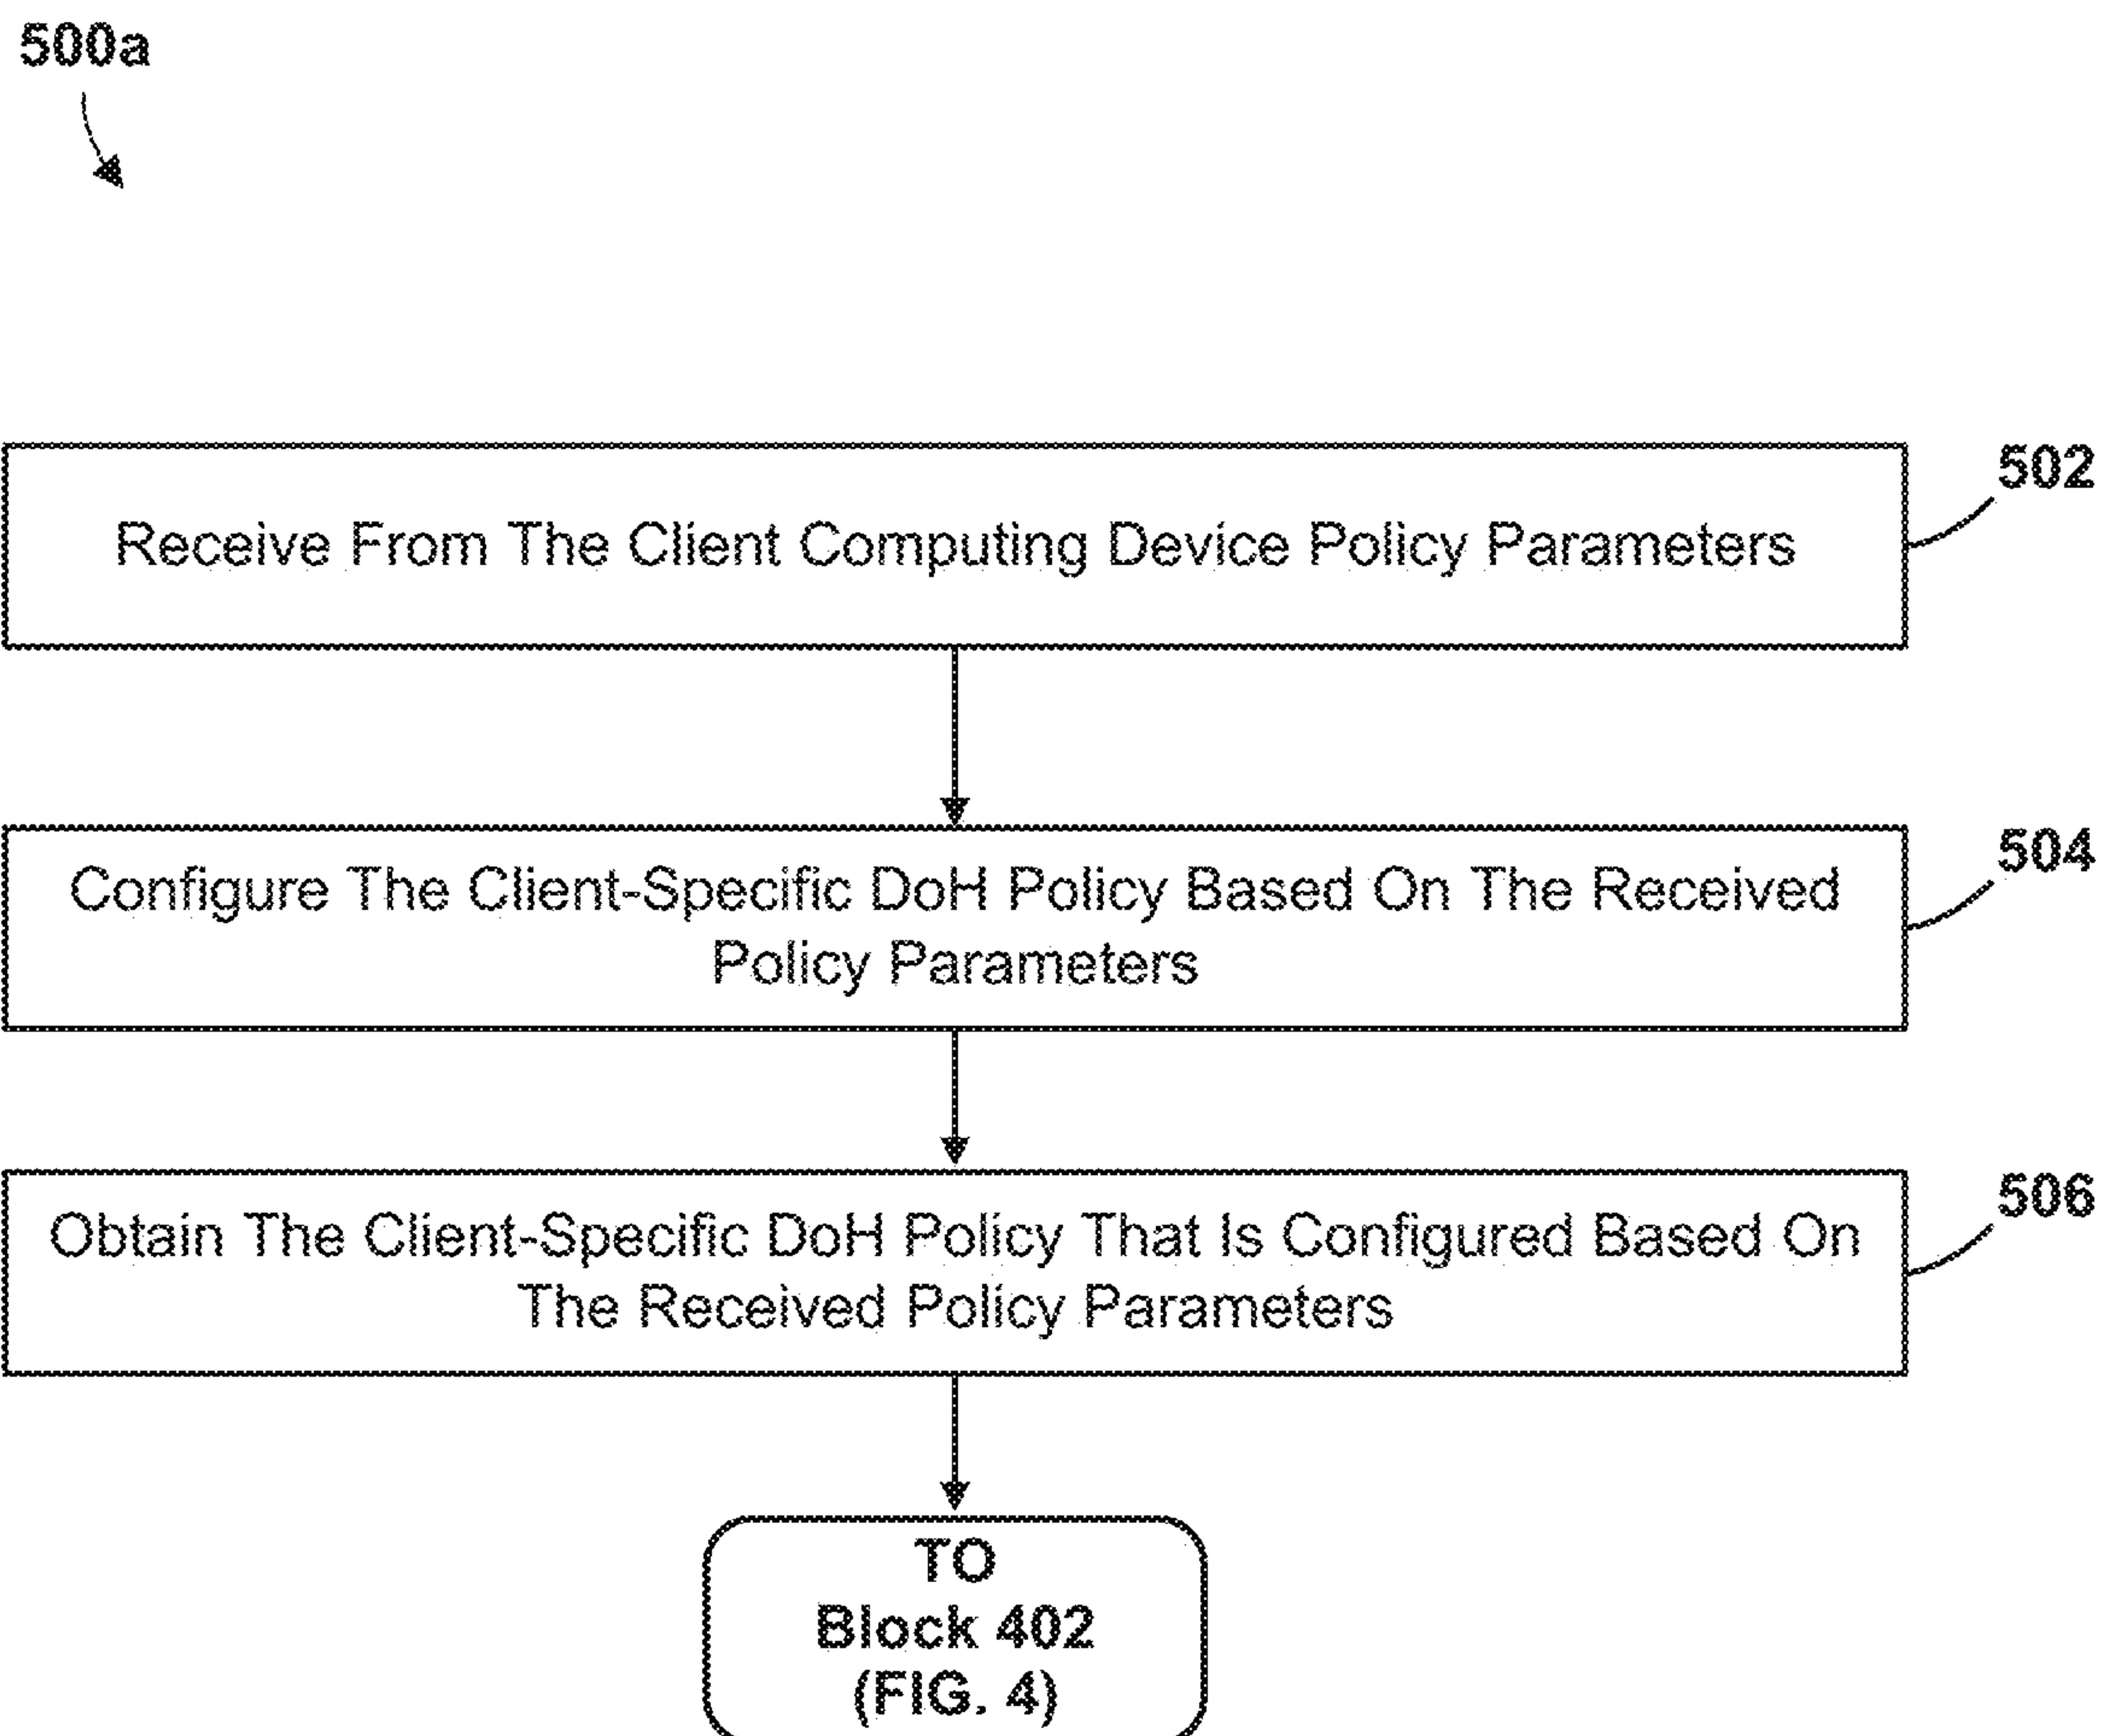 500a
502
Receive From The Client Computing Device Policy Parameters
504
Configure The Client-Specific DoH Policy Based On The Received
Policy Parameters
506
Obtain The Client-Specific DoH Policy That Is Configured Based On
The Received Policy Parameters
TO
Block 402
(FIG. 4)